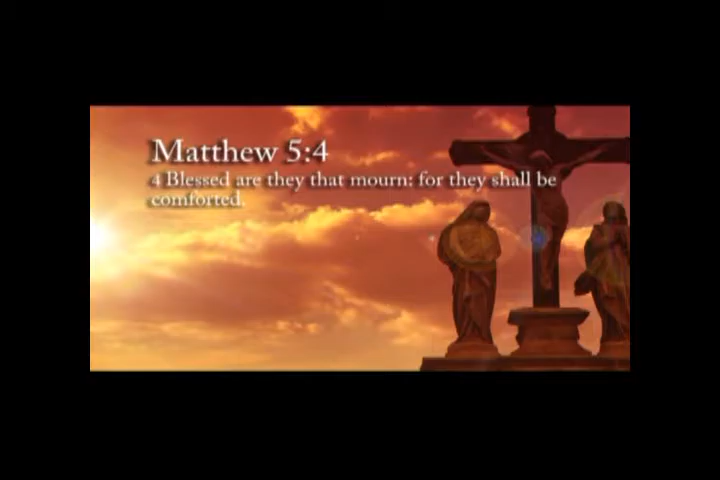 Matthew 5:4
4 Blessed are they that mourn: for they shall be
comforted.